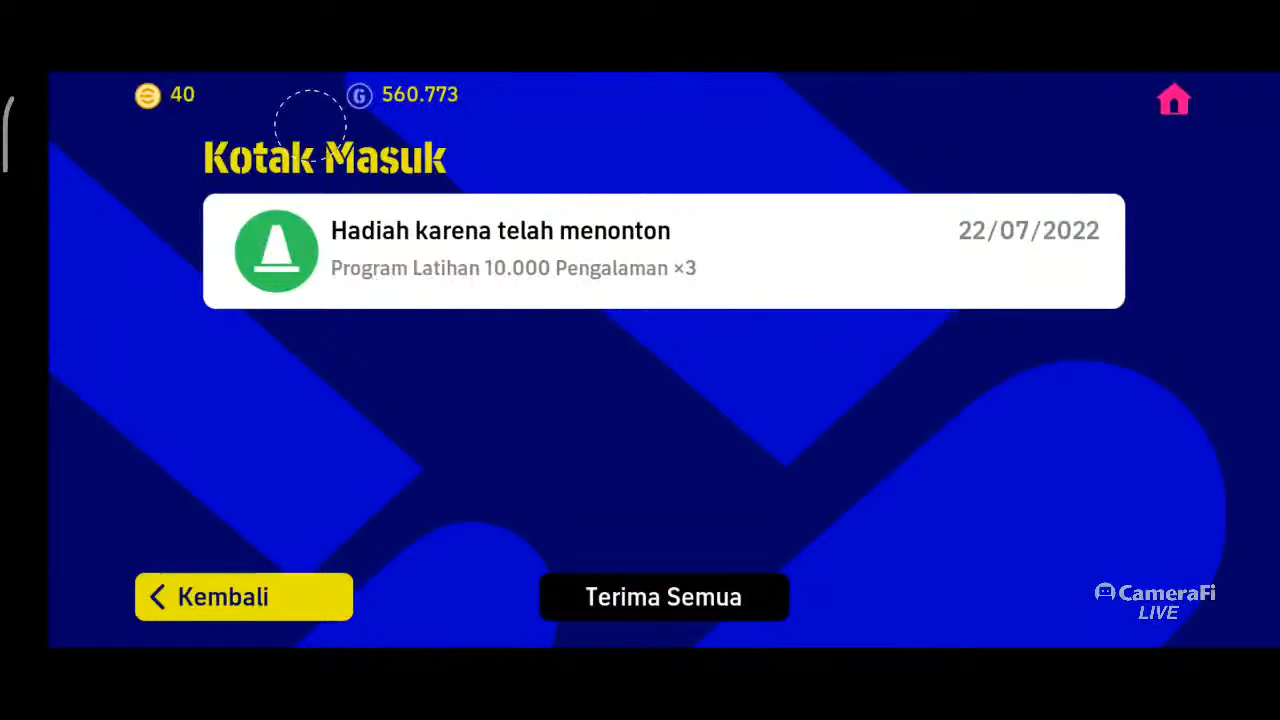 40
560.773
Kotak Masuk
Hadiah karena telah menonton
22/07/2022
Program Latihan 10.000 Pengalaman ×3
Kembali
Terima Semua
CameraFi
LIVE